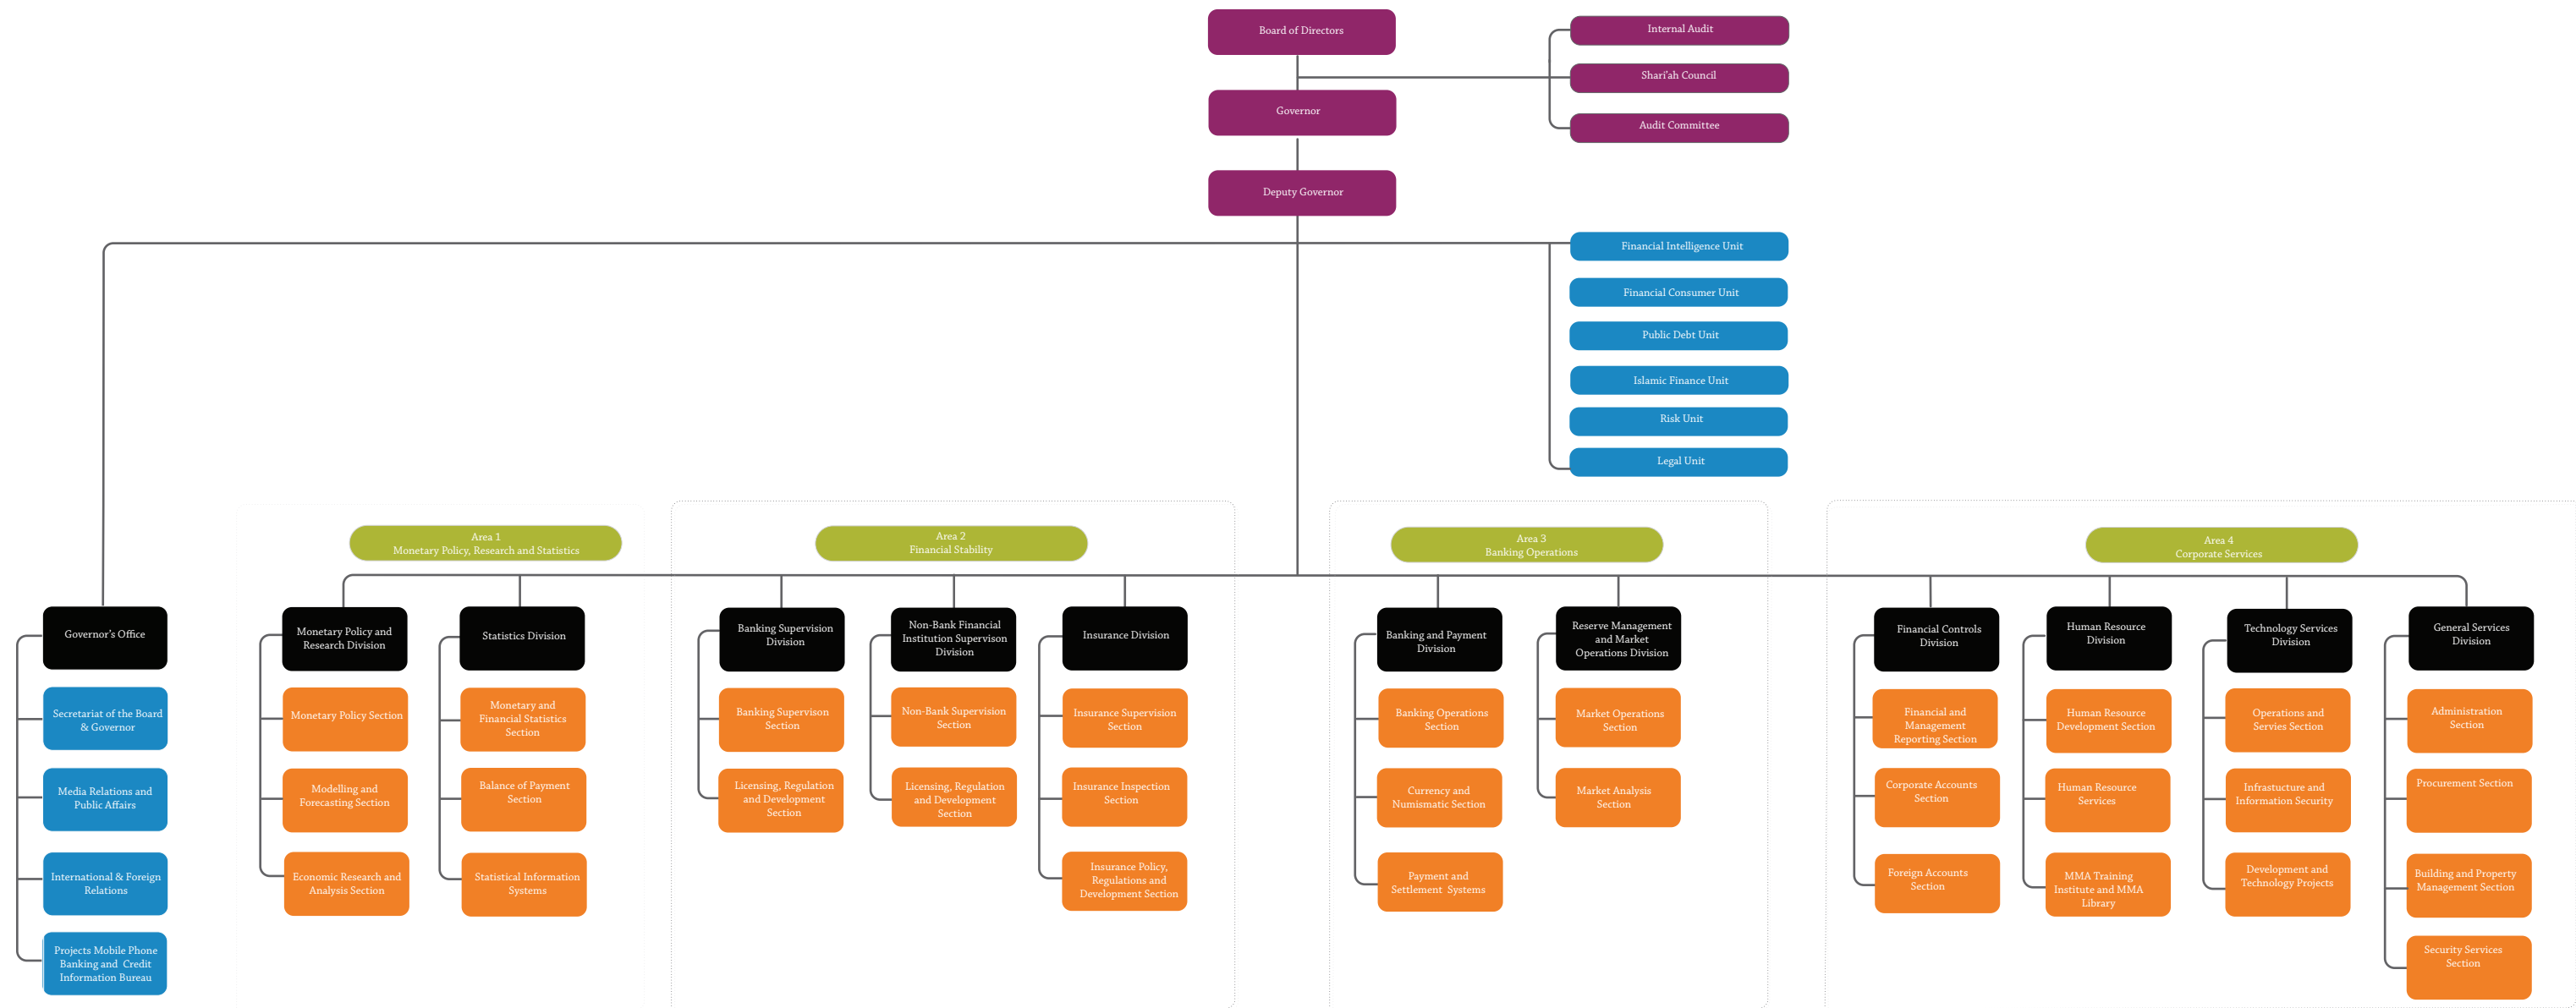 Board of Directors
Internal Audit
Shari'ah Council
Governor
Audit Committee
Deputy Governor
Financial Intelligence Unit
Financial Consumer Unit
Public Debt Unit
Islamic Finance Unit
Risk Unit
Legal Unit
Area 1
Monetary Policy, Research and Statistics
Area 2
Financial Stability
Area 3
Banking Operations
Area 4
Corporate Services
Governor's Office
Secretariat of the Board
& Governor
Media Relations and
Public Affairs
International & Foreign
Relations
Projects Mobile Phone
Banking and Credit
Information Bureau
Monetary Policy and
Research Division
Monetary Policy Section
Modelling and
Forecasting Section
Economic Research and
Analysis Section
Statistics Division
Monetary and
Financial Statistics
Section
Balance of Payment
Section
Statistical Information
Systems
Banking Supervision
Division
Banking Supervison
Section
Licensing, Regulation
and Development
Section
Non-Bank Financial
Institution Supervison
Division
Non-Bank Supervision
Section
Licensing, Regulation
and Development
Section
Insurance Division
Insurance Supervision
Section
Insurance Inspection
Section
Insurance Policy,
Regulations and
Development Section
Banking and Payment
Division
Banking Operations
Section
Currency and
Numismatic Section
Payment and
Settlement Systems
Reserve Management
and Market
Operations Division
Market Operations
Section
Market Analysis
Section
Financial Controls
Division
Financial and
Management
Reporting Section
Corporate Accounts
Section
Foreign Accounts
Section
Human Resource
Division
Human Resource
Development Section
Human Resource
Services
MMA Training
Institute and MMA
Library
Technology Services
Division
Operations and
Servies Section
Infrastucture and
Information Security
Development and
Technology Projects
General Services
Division
Administration
Section
Procurement Section
Building and Property
Management Section
Security Services
Section